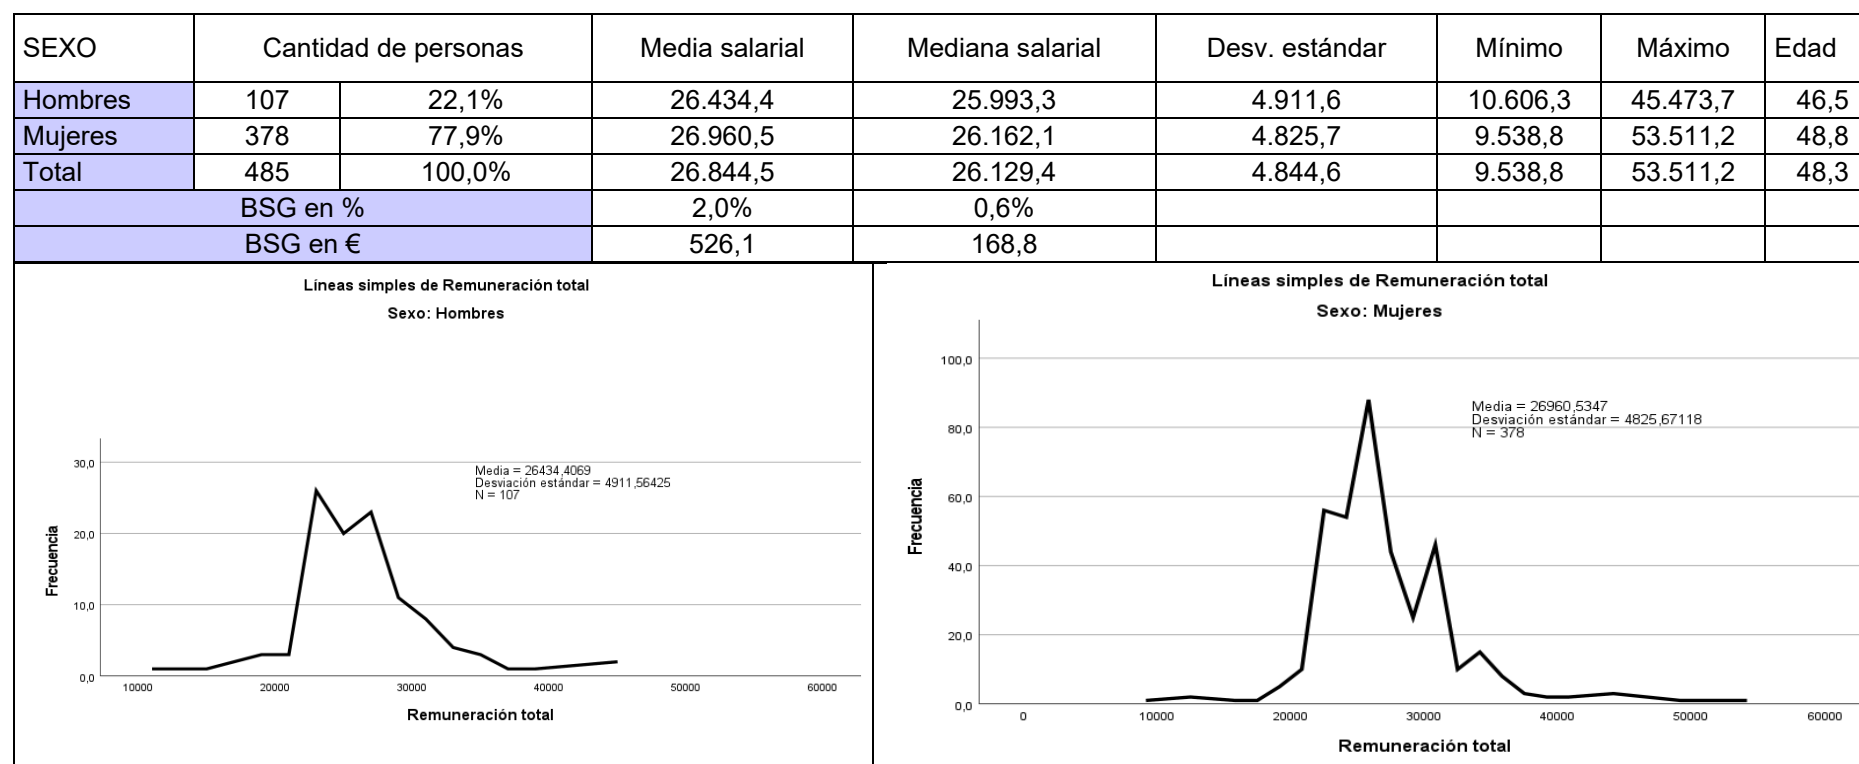 SEXO Cantidad de personas Media salarial Mediana salarial Desv. estándar Mínimo Máximo Edad
Hombres 107 22,1% 26.434,4 25.993,3 4.911,6 10.606,3 45.473,7 46,5
Mujeres 378 77,9% 26.960,5 26.162,1 4.825,7 9.538,8 53.511,2 48,8
Total 485 100,0% 26.844,5 26.129,4 4.844,6 9.538,8 53.511,2 48,3
BSG en % 2,0% 0,6%
BSG en € 526,1 168,8
Líneas simples de Remuneración total
Sexo: Hombres
Media = 26434,4069
Desviación estándar = 4911,56425
N = 107
Frecuencia
30,0
20,0
10,0
0,0
10000 20000 30000 40000 50000 60000
Remuneración total
Líneas simples de Remuneración total
Sexo: Mujeres
Media = 26960,5347
Desviación estándar = 4825,67118
N = 378
Frecuencia
100,0
80,0
60,0
40,0
20,0
0,0
0 10000 20000 30000 40000 50000 60000
Remuneración total